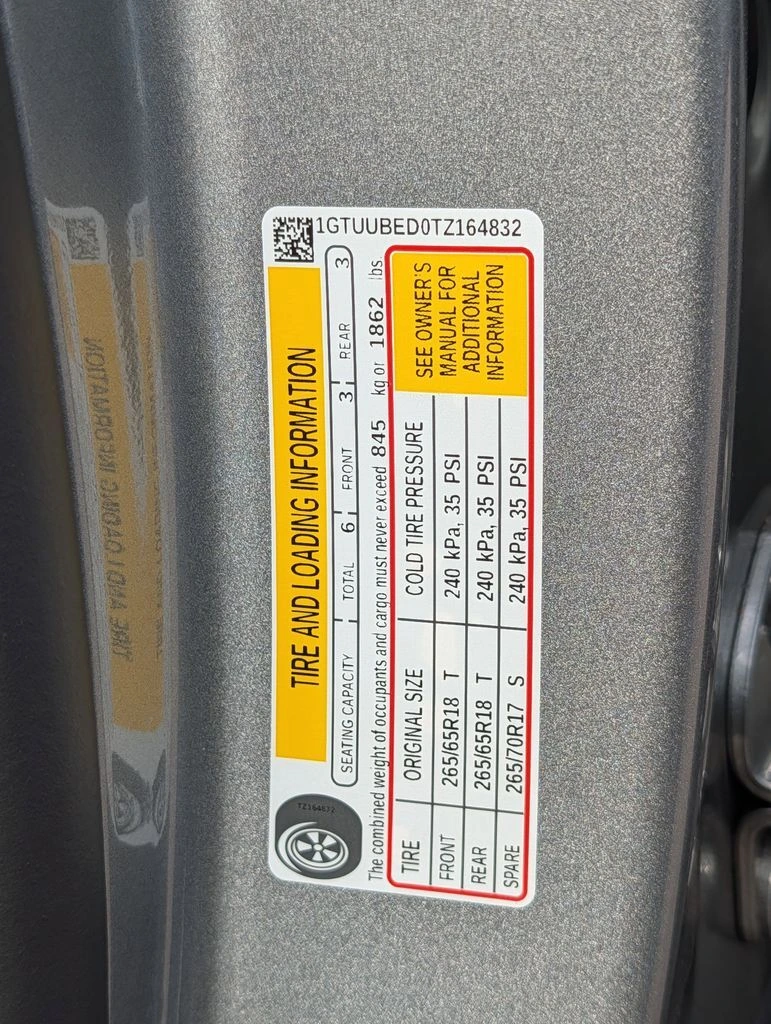 1GTUUBED0TZ164832
TIRE AND LOADING INFORMATION
SEATING CAPACITY TOTAL 6 FRONT 3 REAR 3
The combined weight of occupants and cargo must never exceed 845 kg or 1862 lbs.
TIRE ORIGINAL SIZE COLD TIRE PRESSURE
FRONT 265/65R18 T 240 kPa, 35 PSI
REAR 265/65R18 T 240 kPa, 35 PSI
SPARE 265/70R17 S 240 kPa, 35 PSI
SEE OWNER'S
MANUAL FOR
ADDITIONAL
INFORMATION
TZ164832